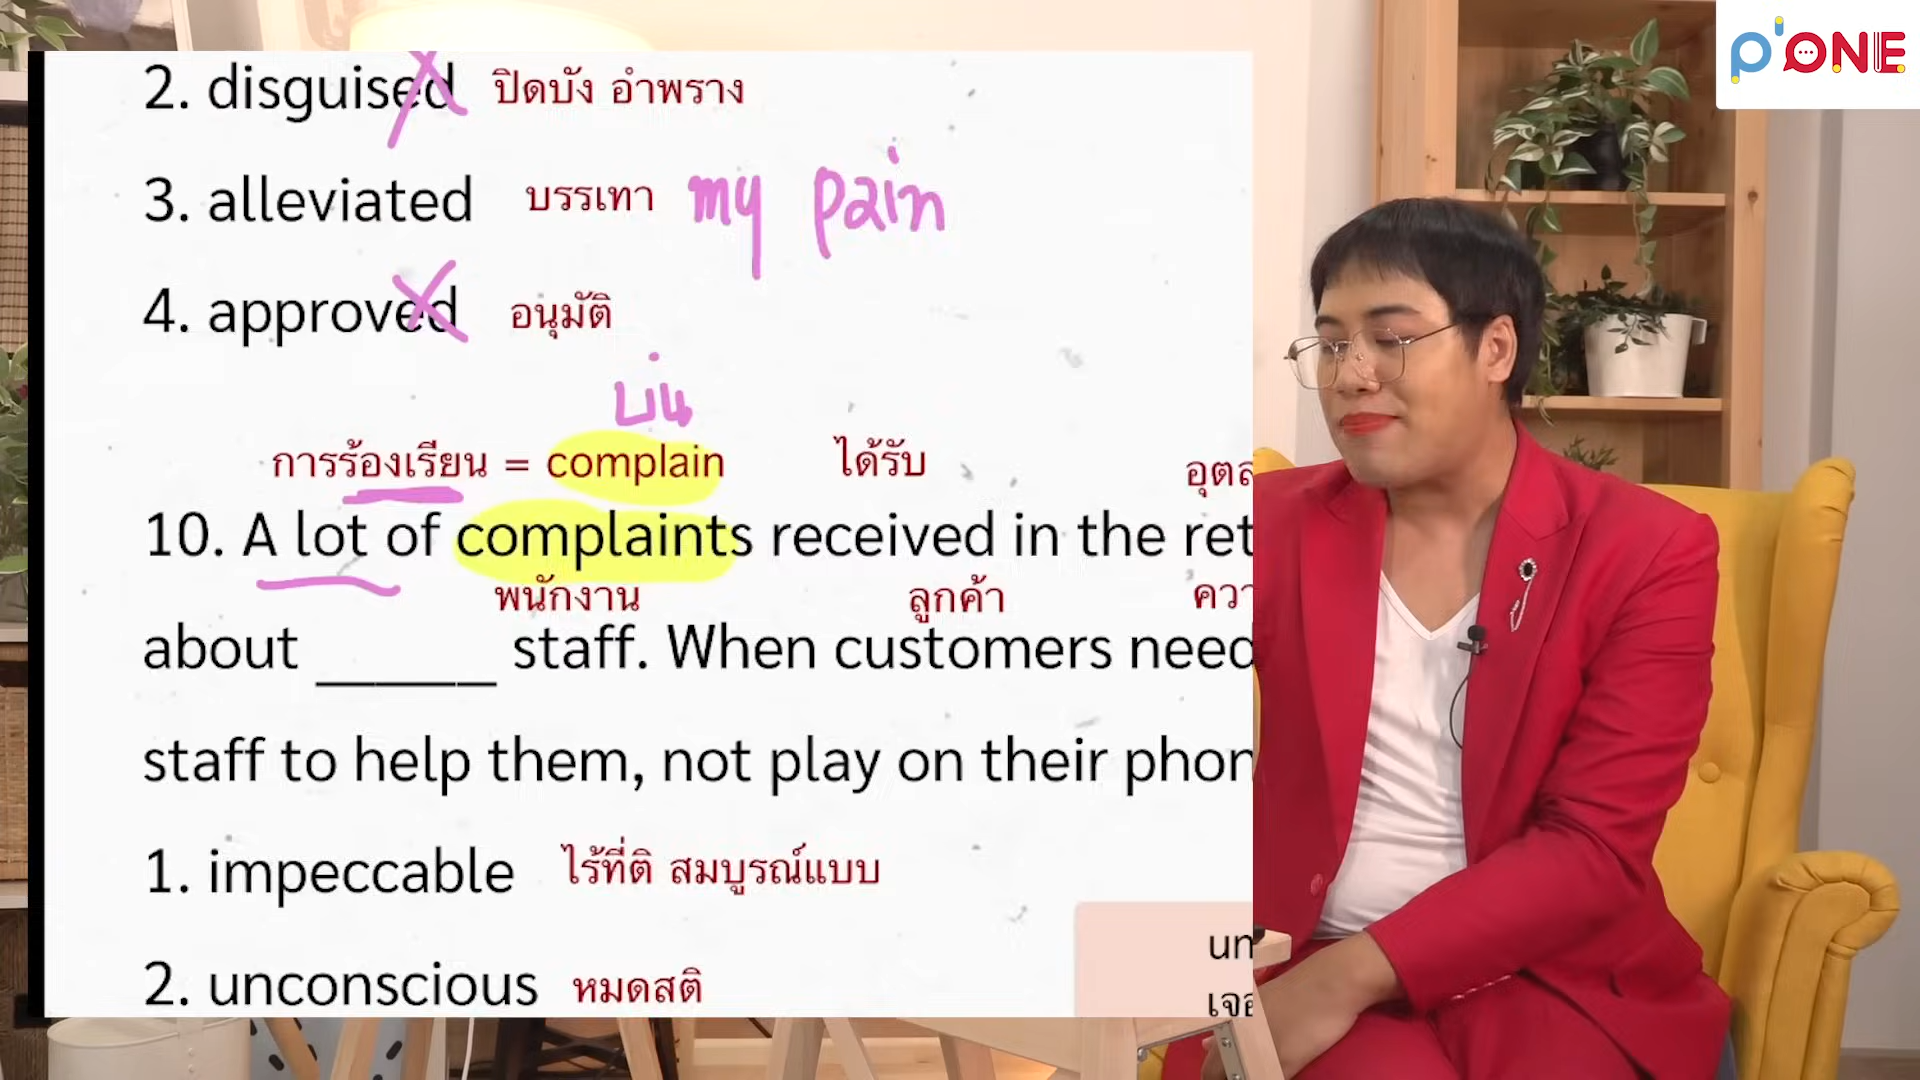 P'ONE
2. disguised ปิดบัง อำพราง
3. alleviated บรรเทา my pain
4. approved อนุมัติ
บ่น
การร้องเรียน = complain ได้รับ
10. A lot of complaints received in the ret
พนักงาน ลูกค้า
about ______ staff. When customers need
staff to help them, not play on their phon
1. impeccable ไร้ที่ติ สมบูรณ์แบบ
2. unconscious หมดสติ
un